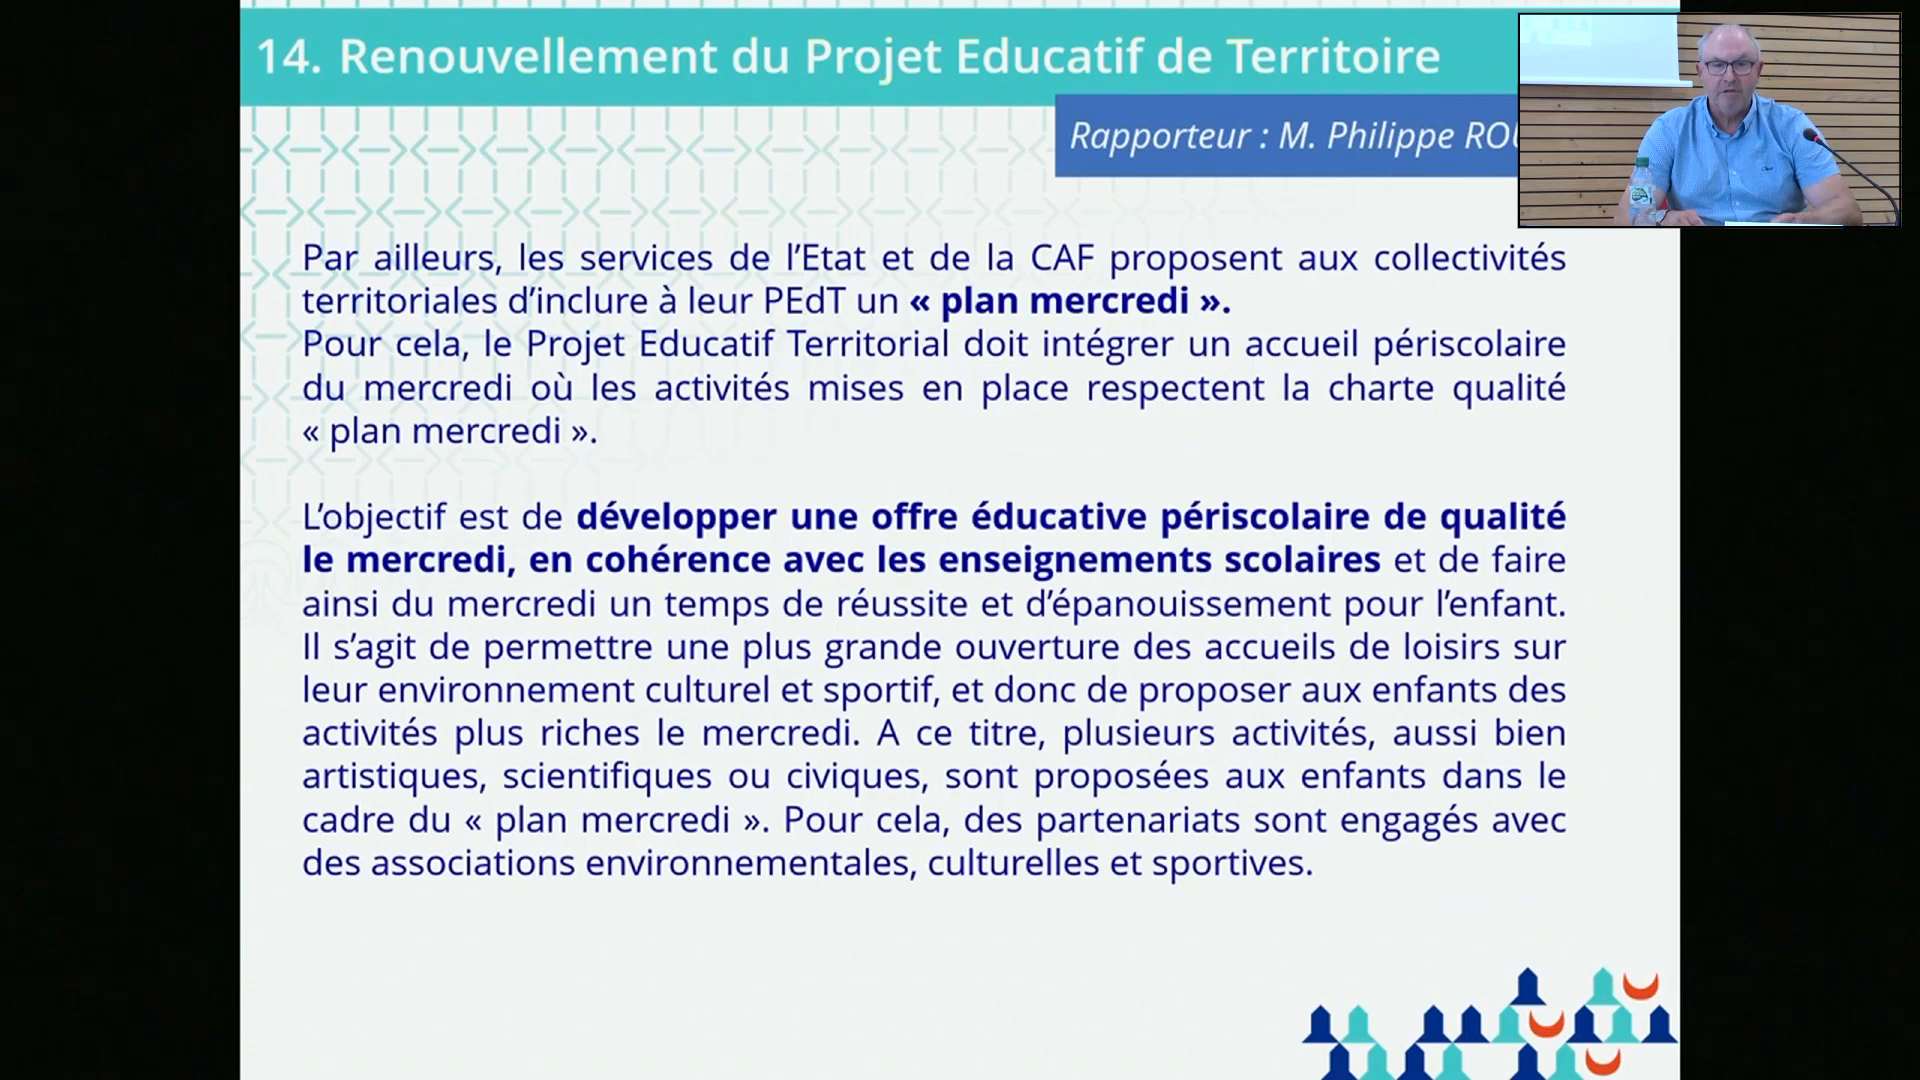 14. Renouvellement du Projet Educatif de Territoire
Rapporteur : M. Philippe
Par ailleurs, les services de l’Etat et de la CAF proposent aux collectivités
territoriales d’inclure à leur PEdT un « plan mercredi ».
Pour cela, le Projet Educatif Territorial doit intégrer un accueil périscolaire
du mercredi où les activités mises en place respectent la charte qualité
« plan mercredi ».
L’objectif est de développer une offre éducative périscolaire de qualité
le mercredi, en cohérence avec les enseignements scolaires et de faire
ainsi du mercredi un temps de réussite et d’épanouissement pour l’enfant.
Il s’agit de permettre une plus grande ouverture des accueils de loisirs sur
leur environnement culturel et sportif, et donc de proposer aux enfants des
activités plus riches le mercredi. A ce titre, plusieurs activités, aussi bien
artistiques, scientifiques ou civiques, sont proposées aux enfants dans le
cadre du « plan mercredi ». Pour cela, des partenariats sont engagés avec
des associations environnementales, culturelles et sportives.